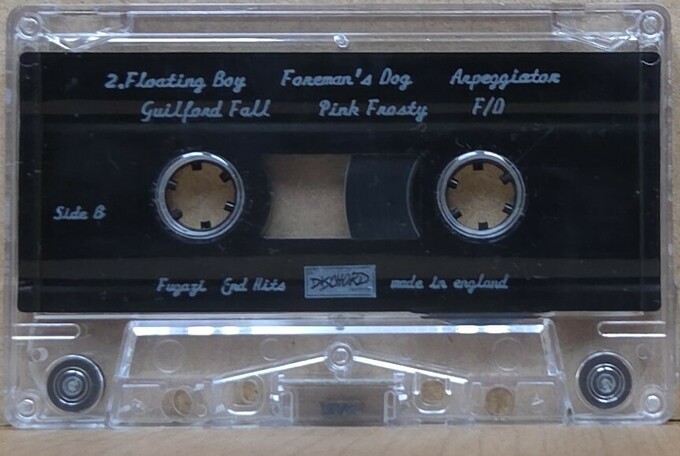 2.Floating Boy Foreman's Dog Arpeggiator
Guilford Fall Pink Frosty F/D
Side B
Fugazi End Hits DISCHORD made in england